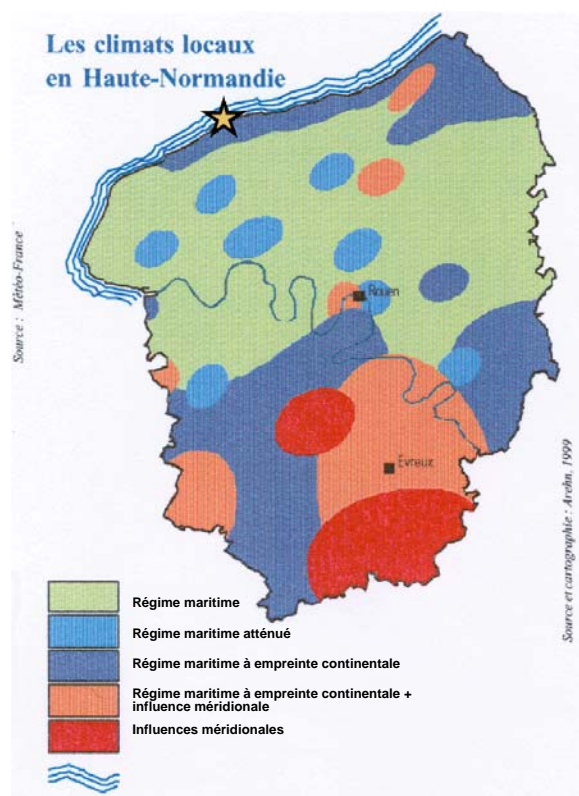 Les climats locaux
en Haute-Normandie
Source : Météo-France
Rouen
Evreux
Source et cartographie : Arehn, 1999
Régime maritime
Régime maritime atténué
Régime maritime à empreinte continentale
Régime maritime à empreinte continentale +
influence méridionale
Influences méridionales